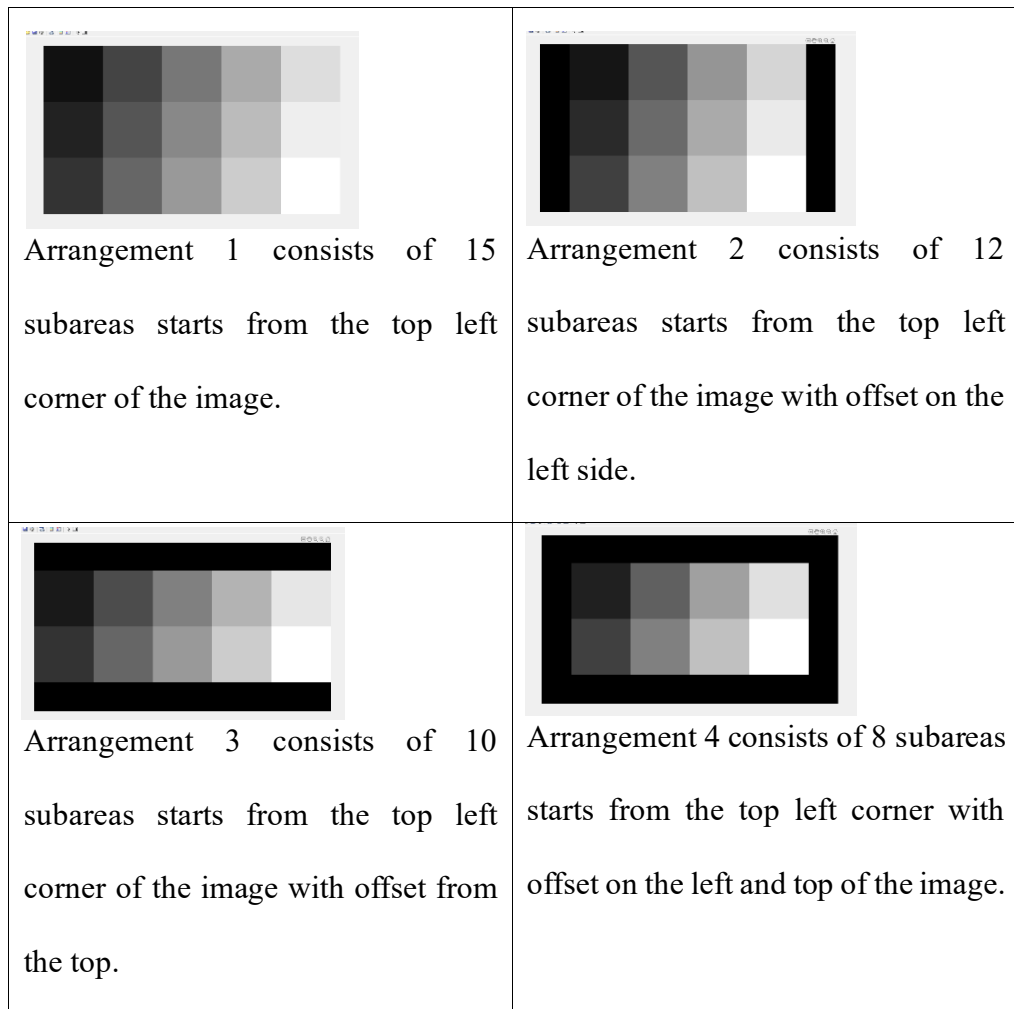 Arrangement 1 consists of 15
subareas starts from the top left
corner of the image.
Arrangement 2 consists of 12
subareas starts from the top left
corner of the image with offset on the
left side.
Arrangement 3 consists of 10
subareas starts from the top left
corner of the image with offset from
the top.
Arrangement 4 consists of 8 subareas
starts from the top left corner with
offset on the left and top of the image.